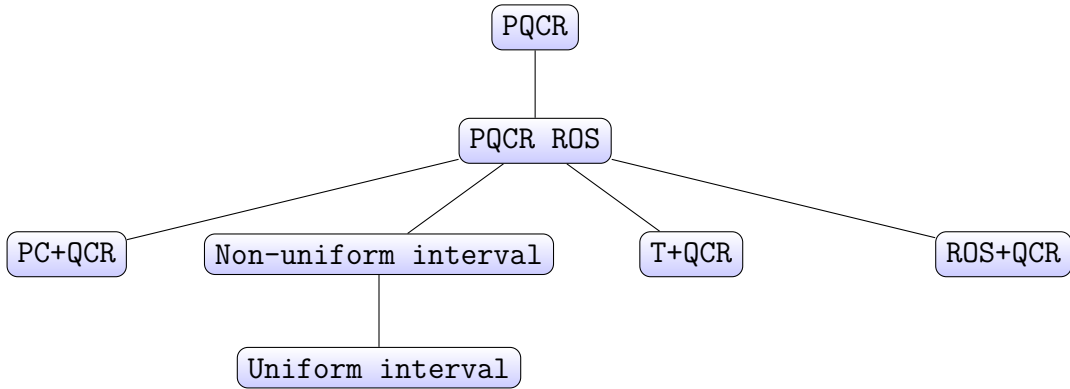 PQCR
PQCR ROS
PC+QCR
Non-uniform interval
T+QCR
ROS+QCR
Uniform interval